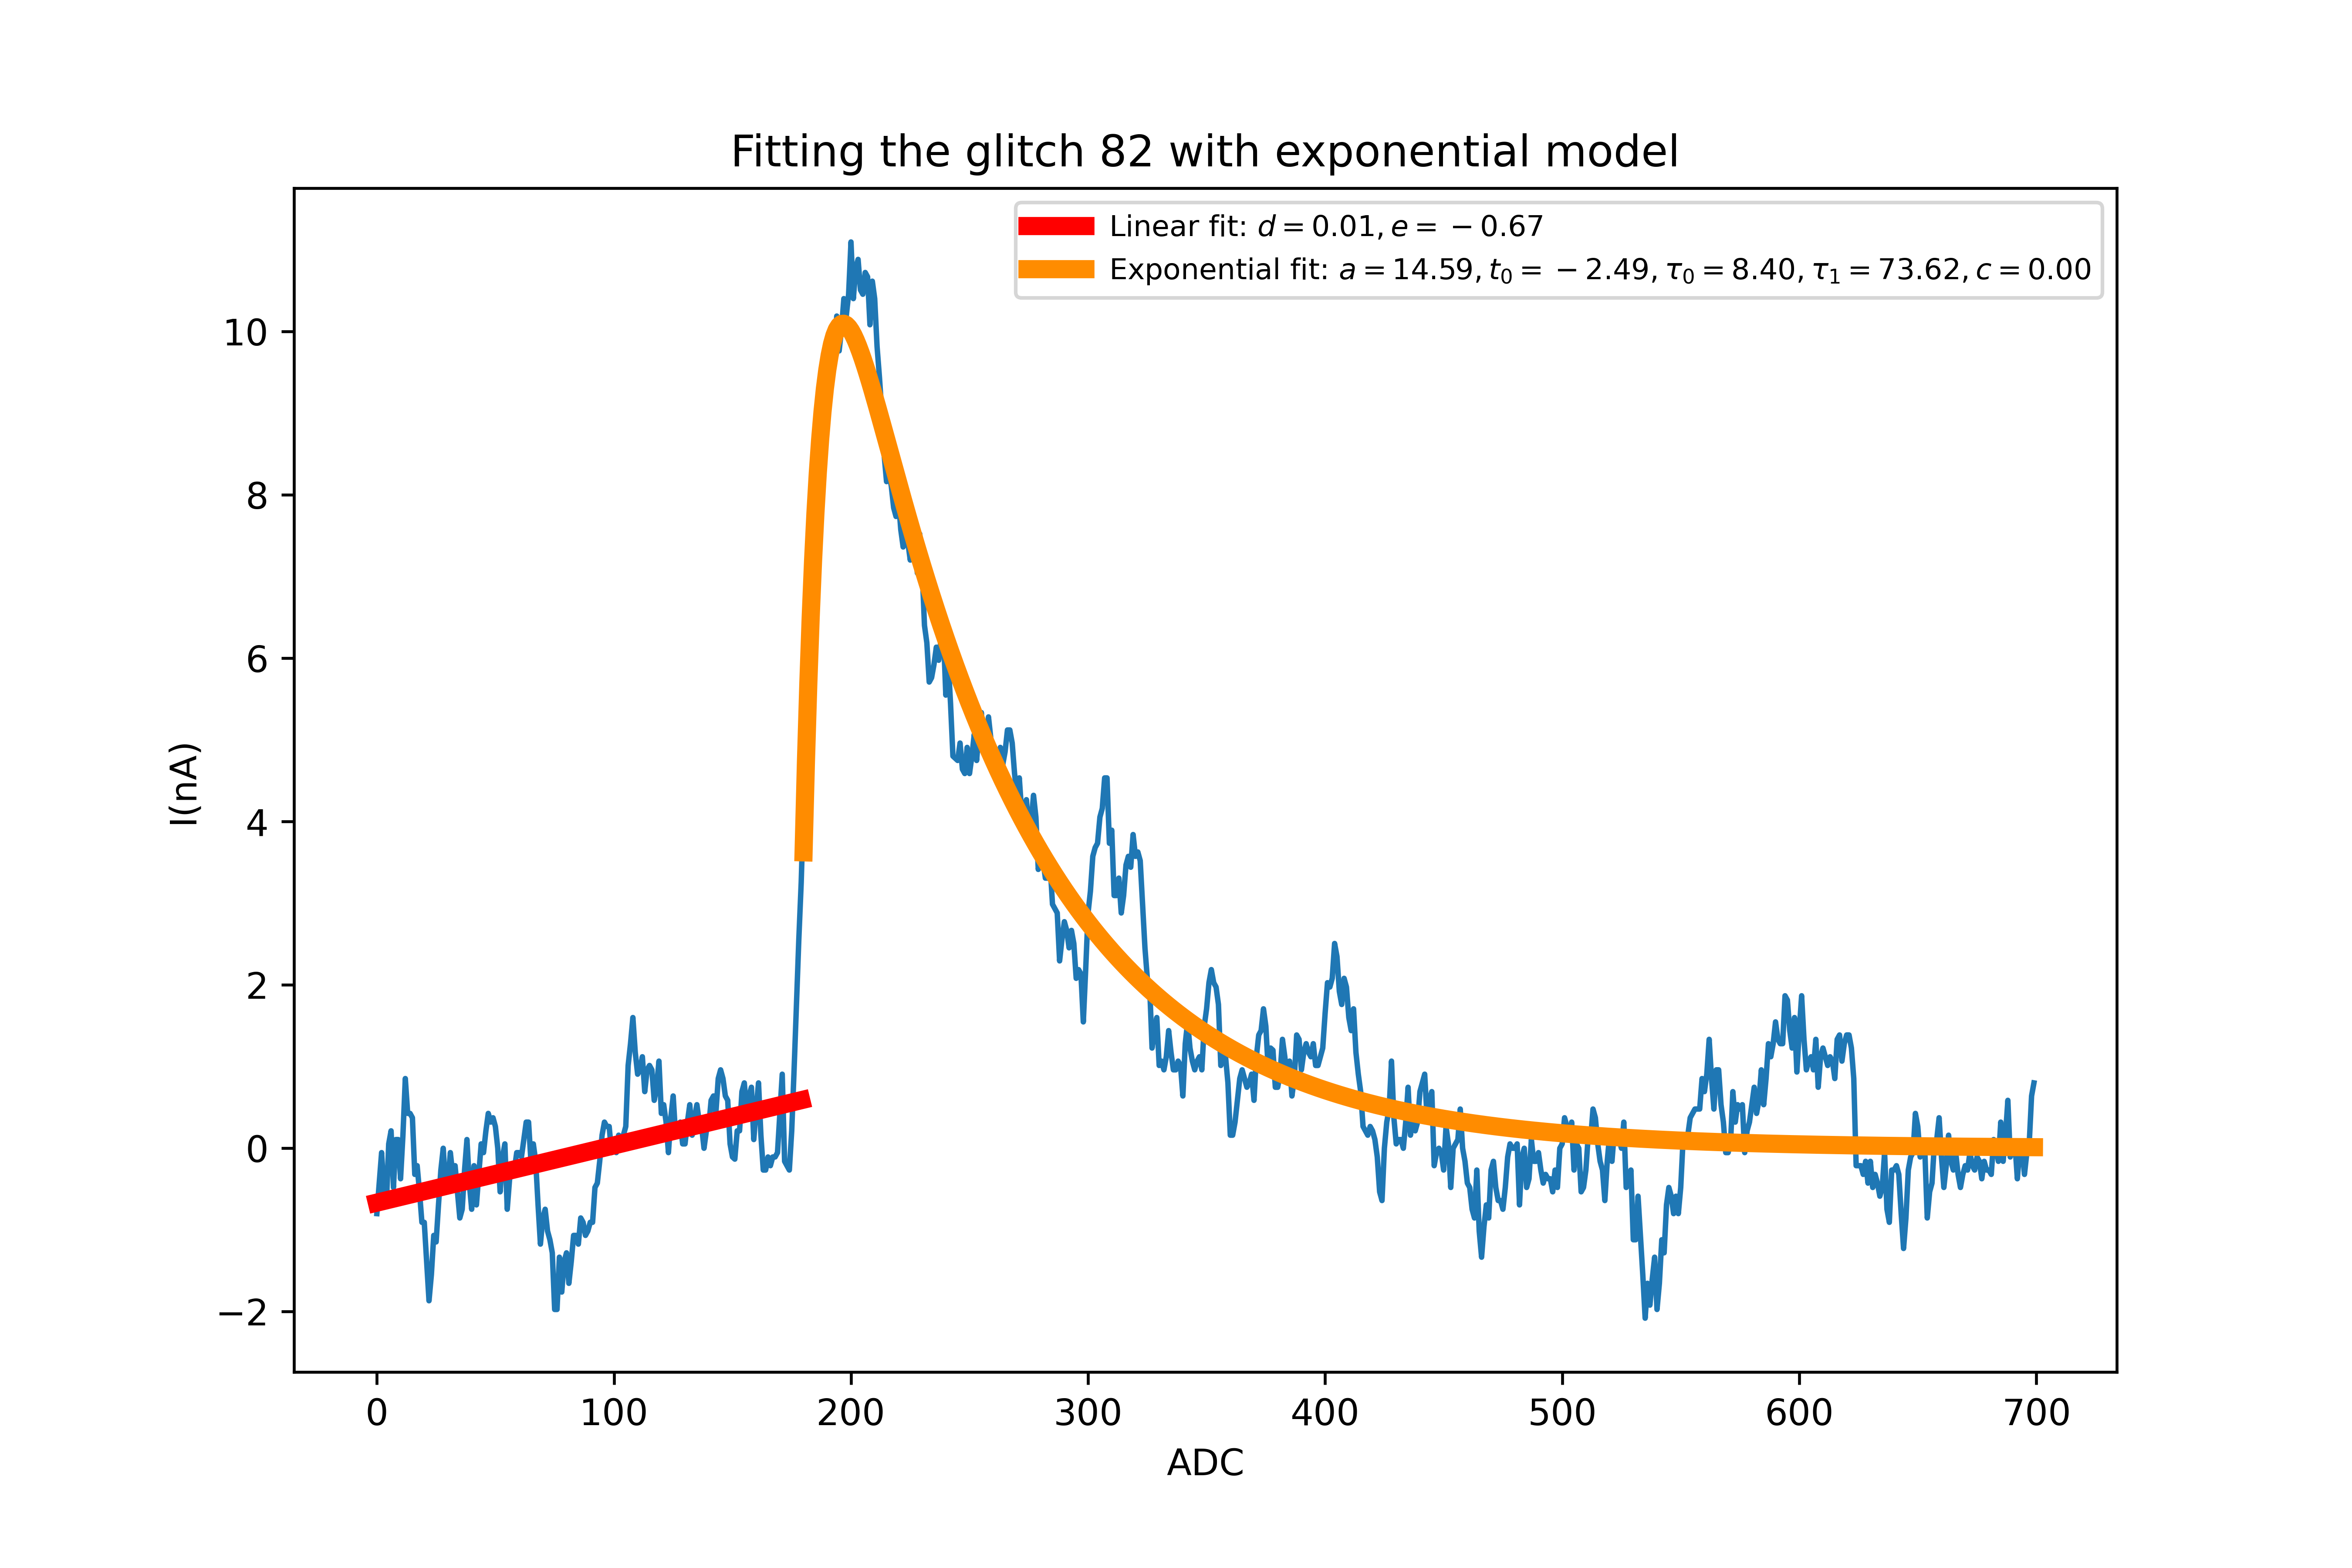 Fitting the glitch 82 with exponential model
Linear fit: d = 0.01, e = −0.67
Exponential fit: a = 14.59, t₀ = −2.49, τ₀ = 8.40, τ₁ = 73.62, c = 0.00
10
8
6
4
2
0
−2
I(nA)
0 100 200 300 400 500 600 700
ADC